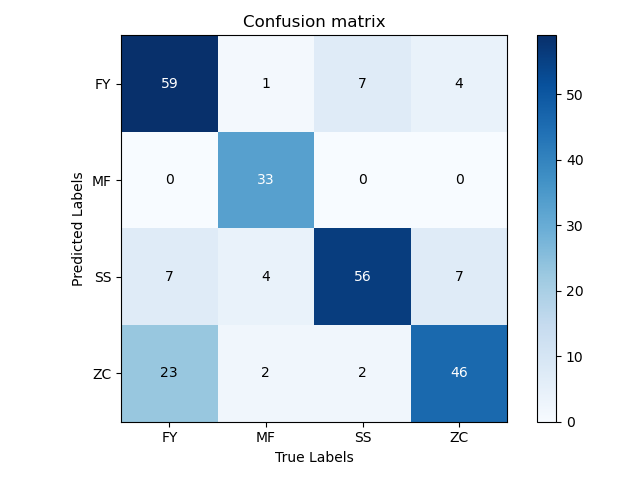 Confusion matrix
Predicted Labels
FY 59 1 7 4
MF 0 33 0 0
SS 7 4 56 7
ZC 23 2 2 46
FY MF SS ZC
True Labels
50
40
30
20
10
0